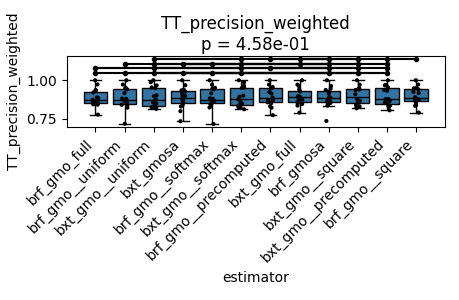 TT_precision_weighted
p = 4.58e-01
TT_precision_weighted
1.00
0.75
brf_gmo_full
brf_gmo__uniform
bxt_gmo__uniform
bxt_gmosa
brf_gmo__softmax
bxt_gmo__softmax
brf_gmo__precomputed
bxt_gmo_full
brf_gmosa
bxt_gmo__square
bxt_gmo__precomputed
brf_gmo__square
estimator